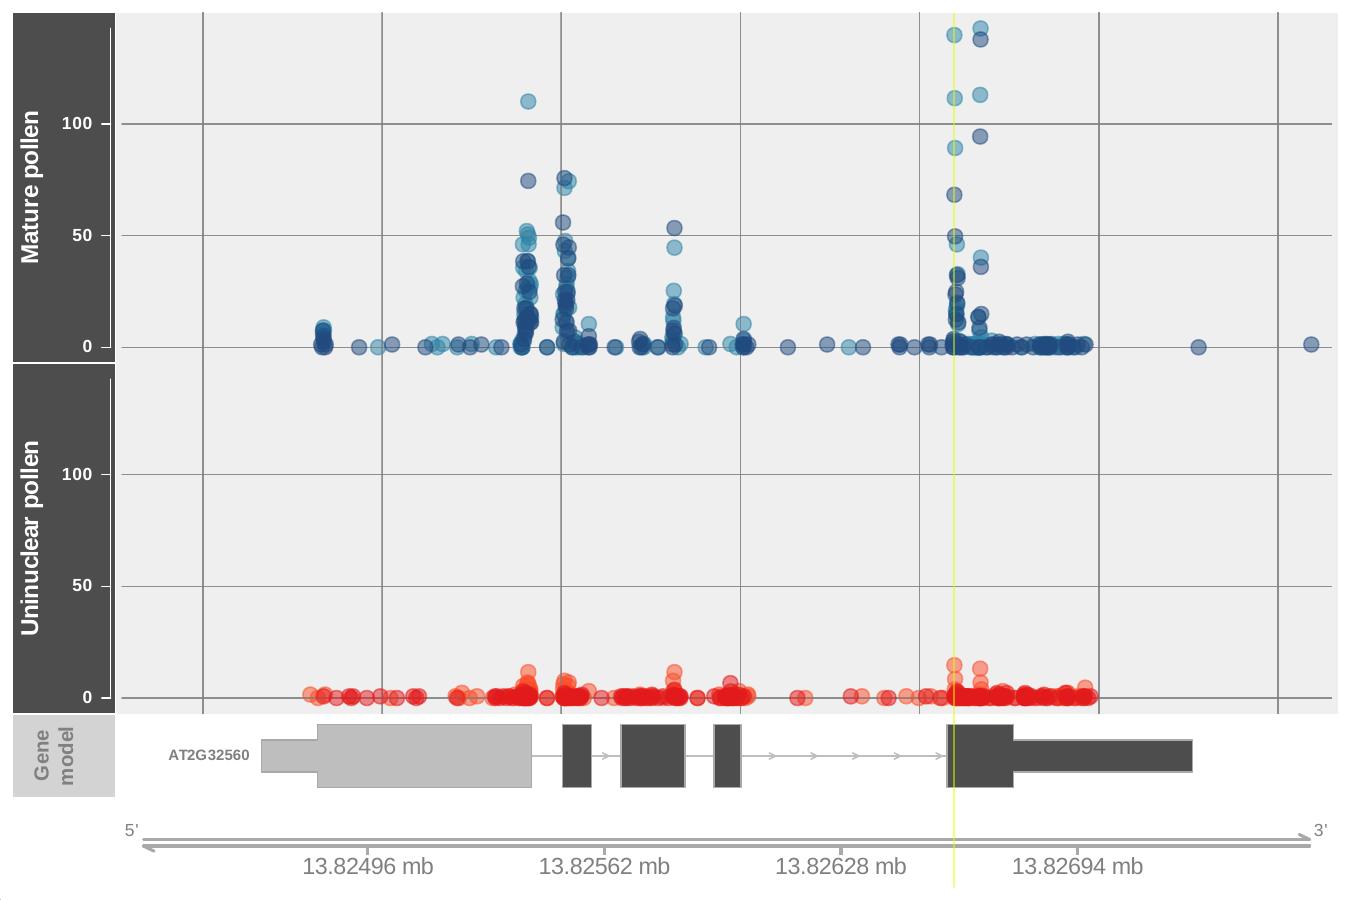 Mature pollen
100
50
0
Uninuclear pollen
100
50
0
Gene
model
AT2G32560
5'
3'
13.82496 mb
13.82562 mb
13.82628 mb
13.82694 mb